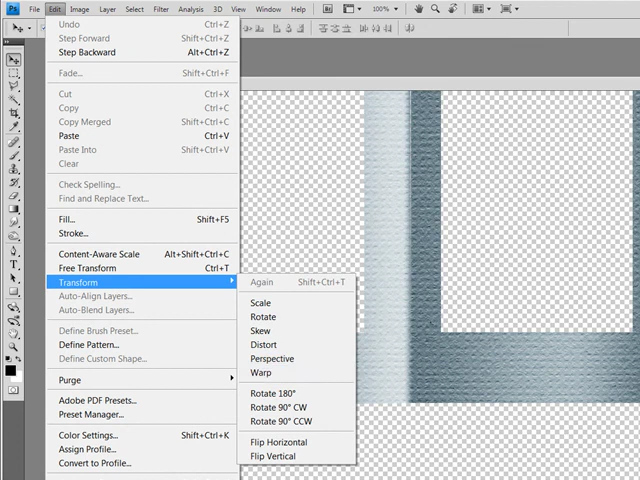 Ps File Edit Image Layer Select Filter Analysis 3D View Window Help Br 100%
Undo Ctrl+Z
Step Forward Shift+Ctrl+Z
Step Backward Alt+Ctrl+Z
Fade... Shift+Ctrl+F
Cut Ctrl+X
Copy Ctrl+C
Copy Merged Shift+Ctrl+C
Paste Ctrl+V
Paste Into Shift+Ctrl+V
Clear
Check Spelling...
Find and Replace Text...
Fill... Shift+F5
Stroke...
Content-Aware Scale Alt+Shift+Ctrl+C
Free Transform Ctrl+T
Transform
Again Shift+Ctrl+T
Auto-Align Layers...
Scale
Auto-Blend Layers...
Rotate
Skew
Define Brush Preset...
Define Pattern...
Distort
Define Custom Shape...
Perspective
Warp
Purge
Rotate 180°
Adobe PDF Presets...
Rotate 90° CW
Preset Manager...
Rotate 90° CCW
Color Settings... Shift+Ctrl+K
Flip Horizontal
Assign Profile...
Flip Vertical
Convert to Profile...